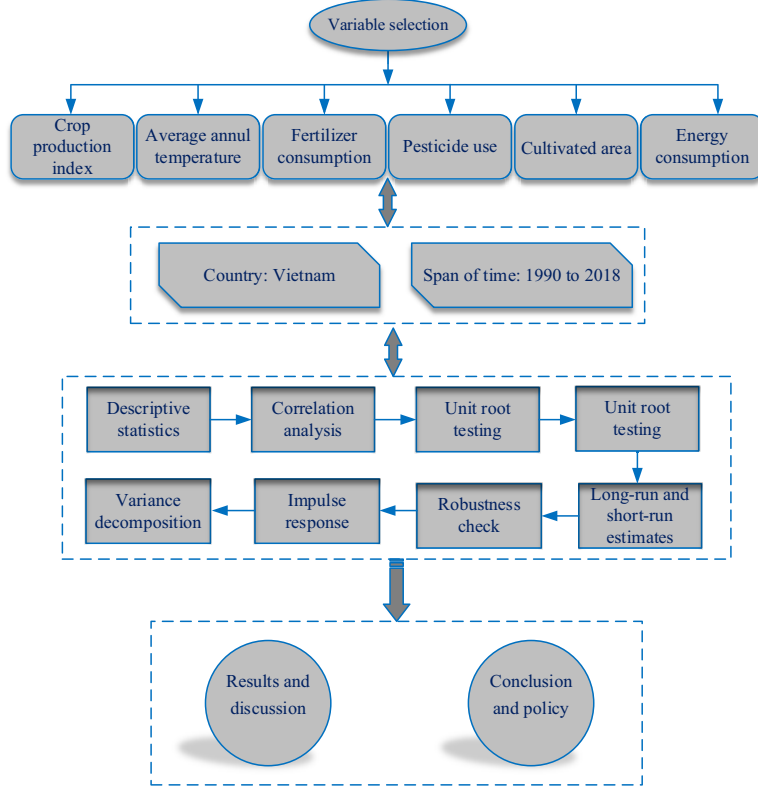 Variable selection
Crop
production
index
Average annul
temperature
Fertilizer
consumption
Pesticide use
Cultivated area
Energy
consumption
Country: Vietnam
Span of time: 1990 to 2018
Descriptive
statistics
Correlation
analysis
Unit root
testing
Unit root
testing
Variance
decomposition
Impulse
response
Robustness
check
Long-run and
short-run
estimates
Results and
discussion
Conclusion
and policy